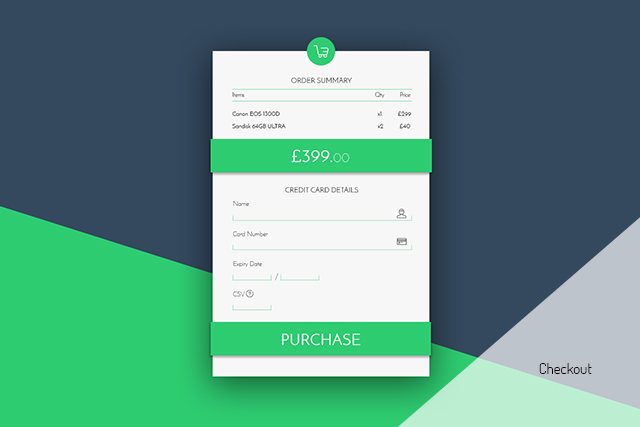 ORDER SUMMARY
Items Qty Price
Canon EOS 1300D x1 £299
Sandisk 64GB ULTRA x2 £40
£399.00
CREDIT CARD DETAILS
Name
Card Number
Expiry Date
/
CSV ?
PURCHASE
Checkout